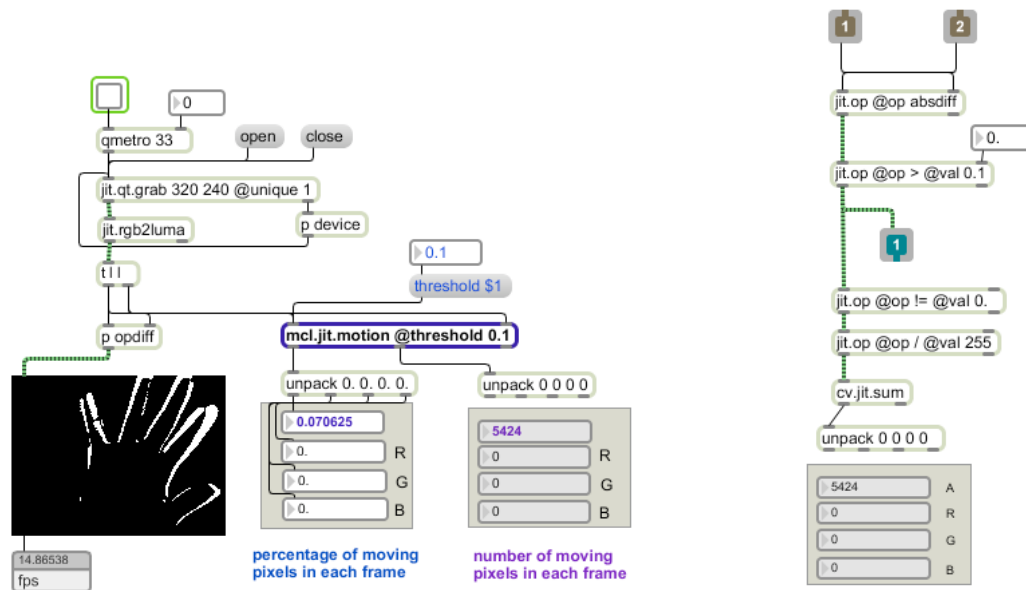 0
qmetro 33
open
close
jit.qt.grab 320 240 @unique 1
jit.rgb2luma
p device
t l l
0.1
threshold $1
p opdiff
mcl.jit.motion @threshold 0.1
unpack 0. 0. 0. 0.
unpack 0 0 0 0
0.070625
0.
R
0.
G
0.
B
5424
0
R
0
G
0
B
percentage of moving
pixels in each frame
number of moving
pixels in each frame
14.86538
fps
1
2
jit.op @op absdiff
0.
jit.op @op > @val 0.1
1
jit.op @op != @val 0.
jit.op @op / @val 255
cv.jit.sum
unpack 0 0 0 0
5424
A
0
R
0
G
0
B